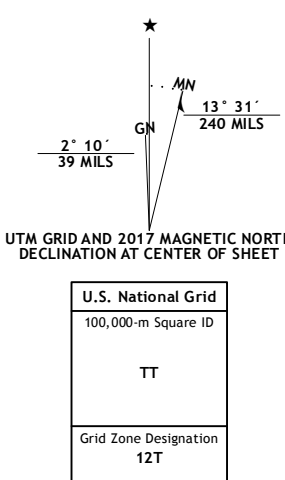 ★
MN
13° 31´
240 MILS
GN
2° 10´
39 MILS
UTM GRID AND 2017 MAGNETIC NORT
DECLINATION AT CENTER OF SHEET
U.S. National Grid
100,000-m Square ID
TT
Grid Zone Designation
12T